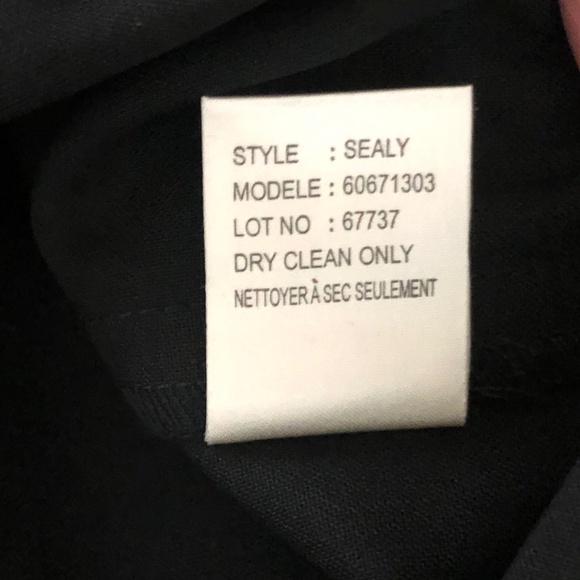 STYLE : SEALY
MODELE : 60671303
LOT NO : 67737
DRY CLEAN ONLY
NETTOYER À SEC SEULEMENT